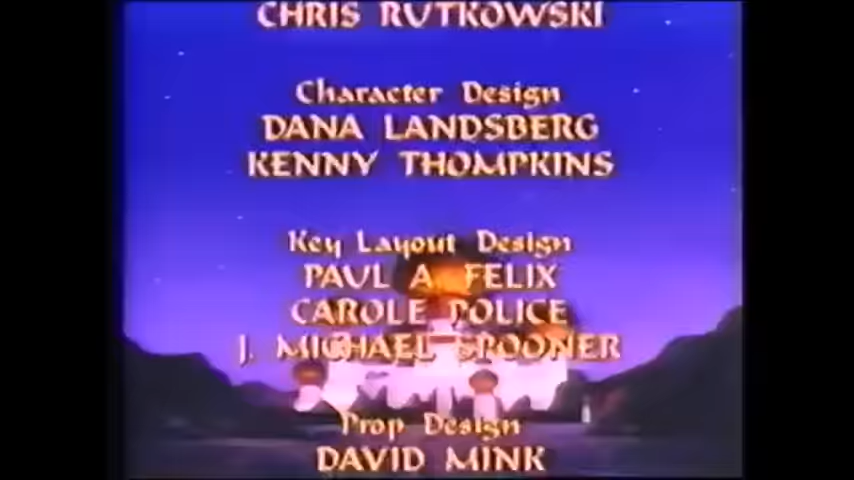 CHRIS RUTKOWSKI
Character Design
DANA LANDSBERG
KENNY THOMPKINS
Key Layout Design
PAUL A. FELIX
CAROLE POLICE
J. MICHAEL SPOONER
Prop Design
DAVID MINK